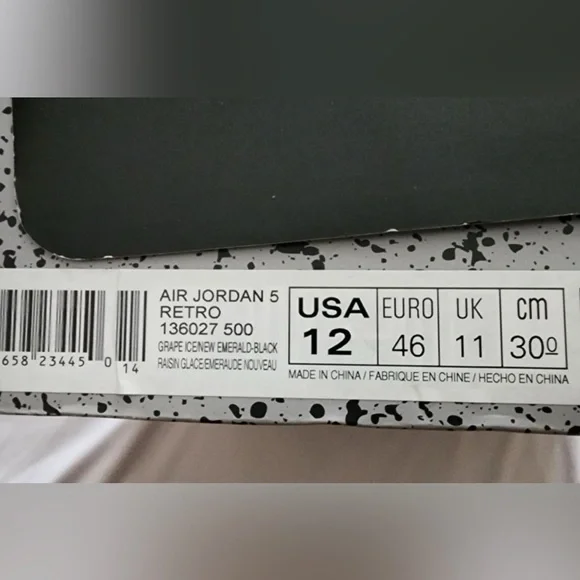 AIR JORDAN 5
RETRO
136027 500
GRAPE ICE/NEW EMERALD-BLACK
RAISIN GLACE/EMERAUDE NOUVEAU
658 23445 0 14
USA EURO UK cm
12 46 11 30º
MADE IN CHINA / FABRIQUE EN CHINE / HECHO EN CHINA